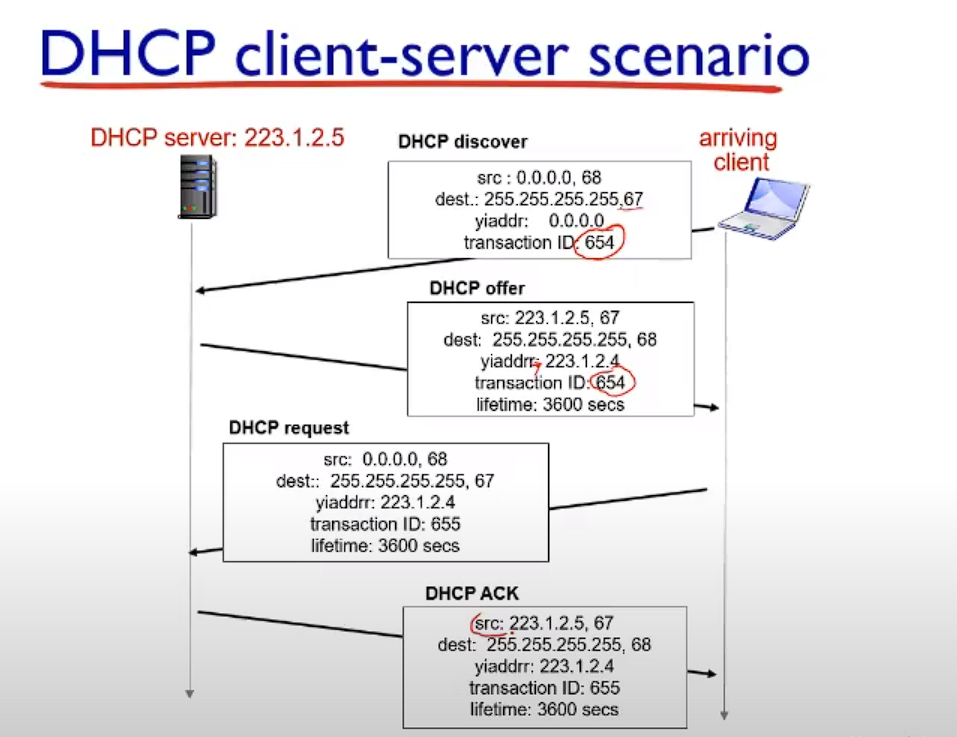 DHCP client-server scenario
DHCP server: 223.1.2.5
arriving
client
DHCP discover
src : 0.0.0.0, 68
dest.: 255.255.255.255,67
yiaddr: 0.0.0.0
transaction ID: 654
DHCP offer
src: 223.1.2.5, 67
dest: 255.255.255.255, 68
yiaddrr: 223.1.2.4
transaction ID: 654
lifetime: 3600 secs
DHCP request
src: 0.0.0.0, 68
dest:: 255.255.255.255, 67
yiaddrr: 223.1.2.4
transaction ID: 655
lifetime: 3600 secs
DHCP ACK
src: 223.1.2.5, 67
dest: 255.255.255.255, 68
yiaddrr: 223.1.2.4
transaction ID: 655
lifetime: 3600 secs